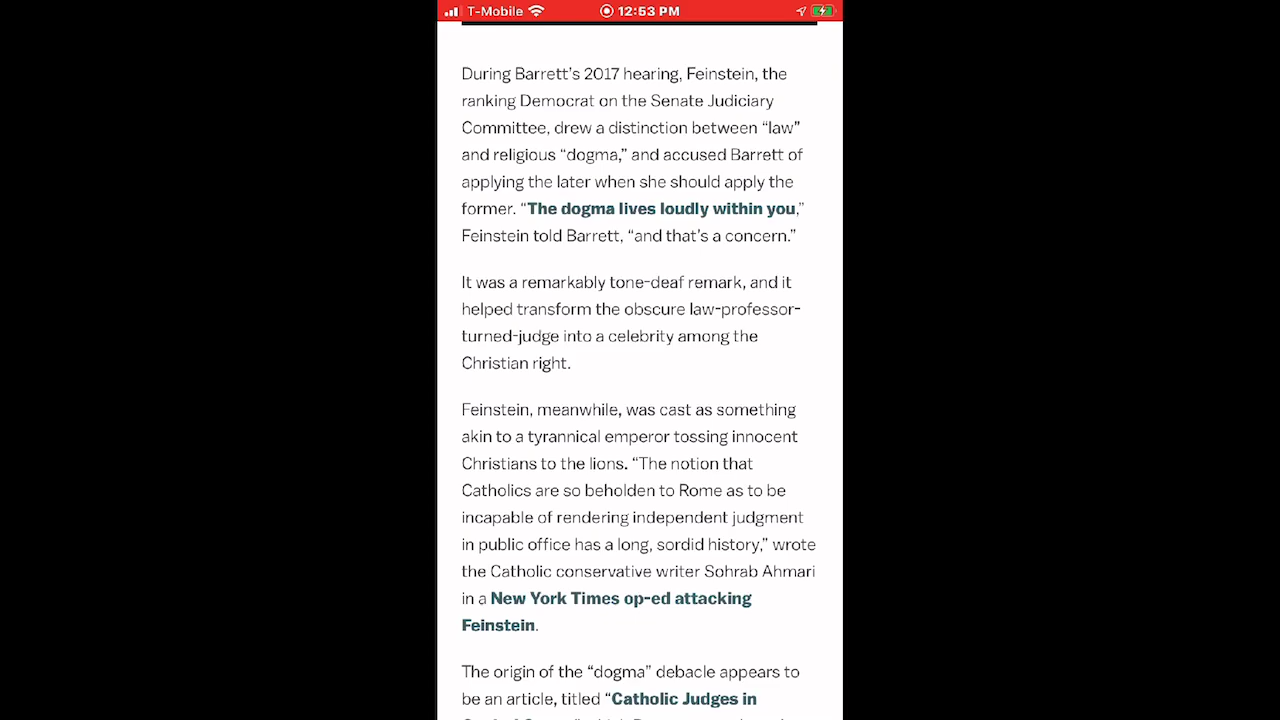 T-Mobile 12:53 PM
During Barrett’s 2017 hearing, Feinstein, the
ranking Democrat on the Senate Judiciary
Committee, drew a distinction between “law”
and religious “dogma,” and accused Barrett of
applying the later when she should apply the
former. “The dogma lives loudly within you,”
Feinstein told Barrett, “and that’s a concern.”
It was a remarkably tone-deaf remark, and it
helped transform the obscure law-professor-
turned-judge into a celebrity among the
Christian right.
Feinstein, meanwhile, was cast as something
akin to a tyrannical emperor tossing innocent
Christians to the lions. “The notion that
Catholics are so beholden to Rome as to be
incapable of rendering independent judgment
in public office has a long, sordid history,” wrote
the Catholic conservative writer Sohrab Ahmari
in a New York Times op-ed attacking
Feinstein.
The origin of the “dogma” debacle appears to
be an article, titled “Catholic Judges in